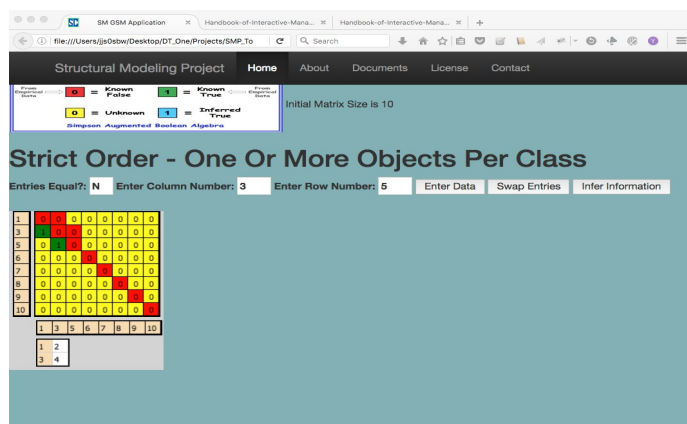 SM GSM Application × Handbook-of-Interactive-Mana... × Handbook-of-Interactive-Mana... × +
file:///Users/jjs0sbw/Desktop/DT_One/Projects/SMP_To C Search
Structural Modeling Project Home About Documents License Contact
From Empirical Data 0 = Known False 1 = Known True From Empirical Data
0 = Unknown 1 = Inferred True
Simpson Augmented Boolean Algebra
Initial Matrix Size is 10
Strict Order - One Or More Objects Per Class
Entries Equal?: N Enter Column Number: 3 Enter Row Number: 5 Enter Data Swap Entries Infer Information
1 0 0 0 0 0 0 0 0
3 1 0 0 0 0 0 0 0
5 0 1 0 0 0 0 0 0
6 0 0 0 0 0 0 0 0
7 0 0 0 0 0 0 0 0
8 0 0 0 0 0 0 0 0
9 0 0 0 0 0 0 0 0
10 0 0 0 0 0 0 0 0
1 3 5 6 7 8 9 10
1 2
3 4